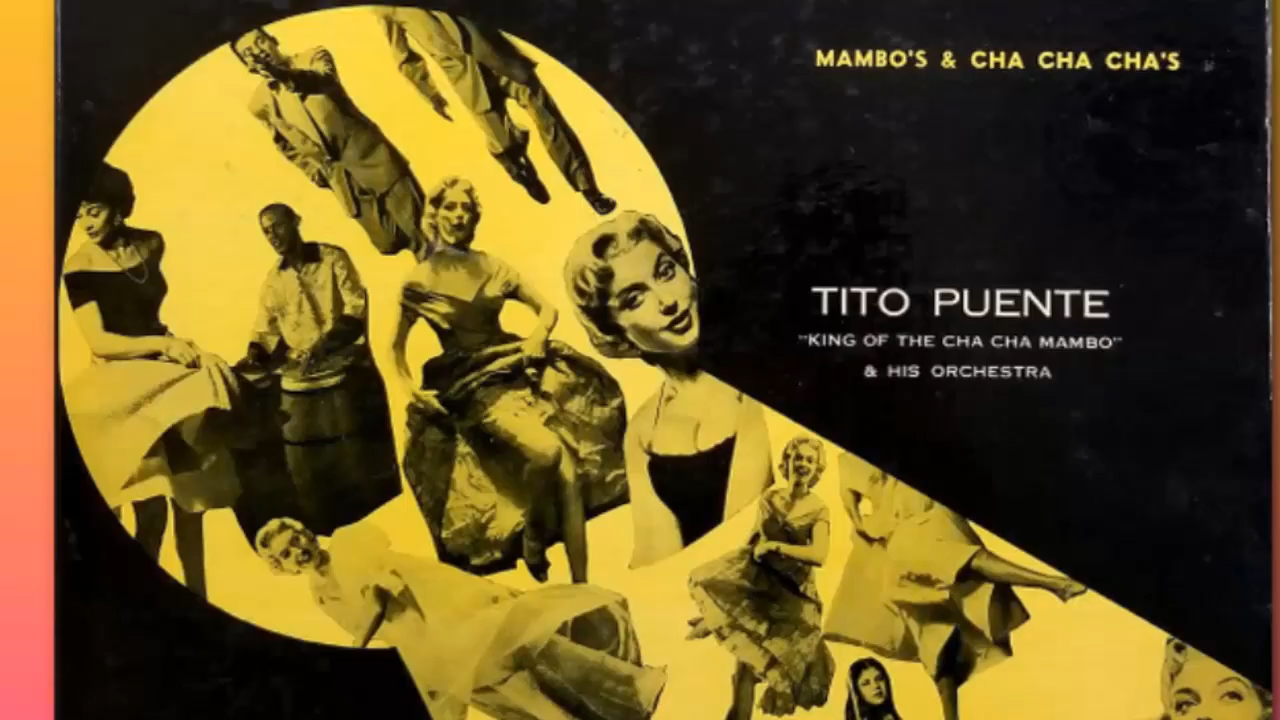 MAMBO'S & CHA CHA CHA'S
TITO PUENTE
"KING OF THE CHA CHA MAMBO"
& HIS ORCHESTRA